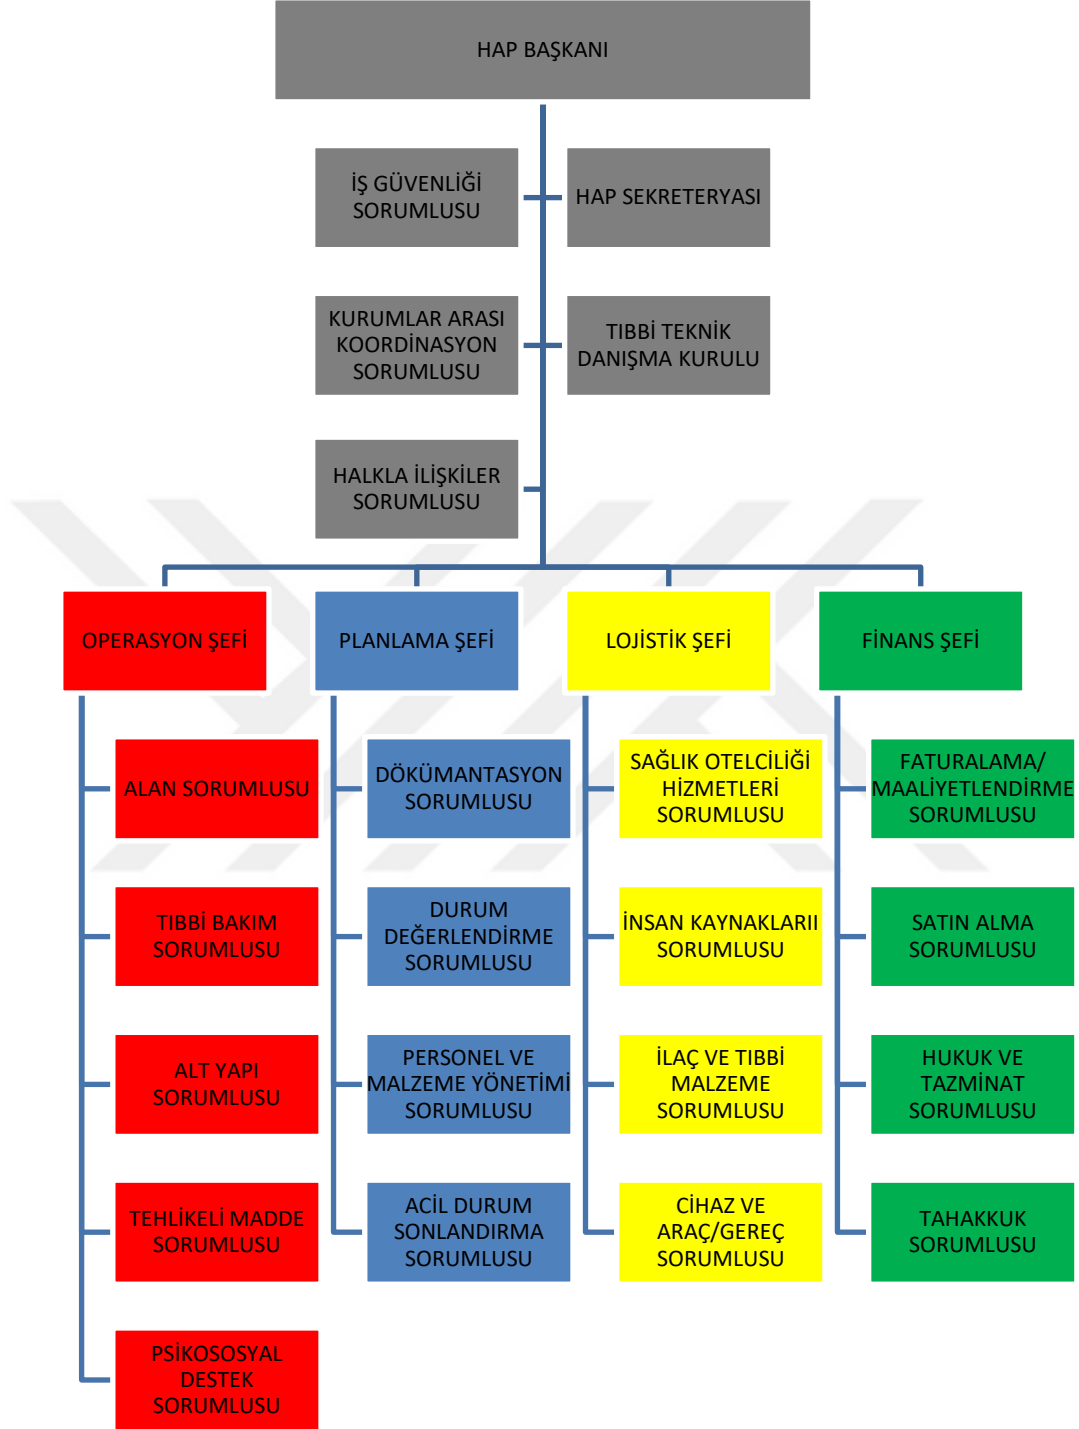 HAP BAŞKANI
İŞ GÜVENLİĞİ
SORUMLUSU
HAP SEKRETERYASI
KURUMLAR ARASI
KOORDİNASYON
SORUMLUSU
TIBBİ TEKNİK
DANIŞMA KURULU
HALKLA İLİŞKİLER
SORUMLUSU
OPERASYON ŞEFİ
PLANLAMA ŞEFİ
LOJİSTİK ŞEFİ
FİNANS ŞEFİ
ALAN SORUMLUSU
DÖKÜMANTASYON
SORUMLUSU
SAĞLIK OTELCİLİĞİ
HİZMETLERİ
SORUMLUSU
FATURALAMA/
MAALİYETLENDİRME
SORUMLUSU
TIBBİ BAKIM
SORUMLUSU
DURUM
DEĞERLENDİRME
SORUMLUSU
İNSAN KAYNAKLARII
SORUMLUSU
SATIN ALMA
SORUMLUSU
ALT YAPI
SORUMLUSU
PERSONEL VE
MALZEME YÖNETİMİ
SORUMLUSU
İLAÇ VE TIBBİ
MALZEME
SORUMLUSU
HUKUK VE
TAZMİNAT
SORUMLUSU
TEHLİKELİ MADDE
SORUMLUSU
ACİL DURUM
SONLANDIRMA
SORUMLUSU
CİHAZ VE
ARAÇ/GEREÇ
SORUMLUSU
TAHAKKUK
SORUMLUSU
PSİKOSOSYAL
DESTEK
SORUMLUSU